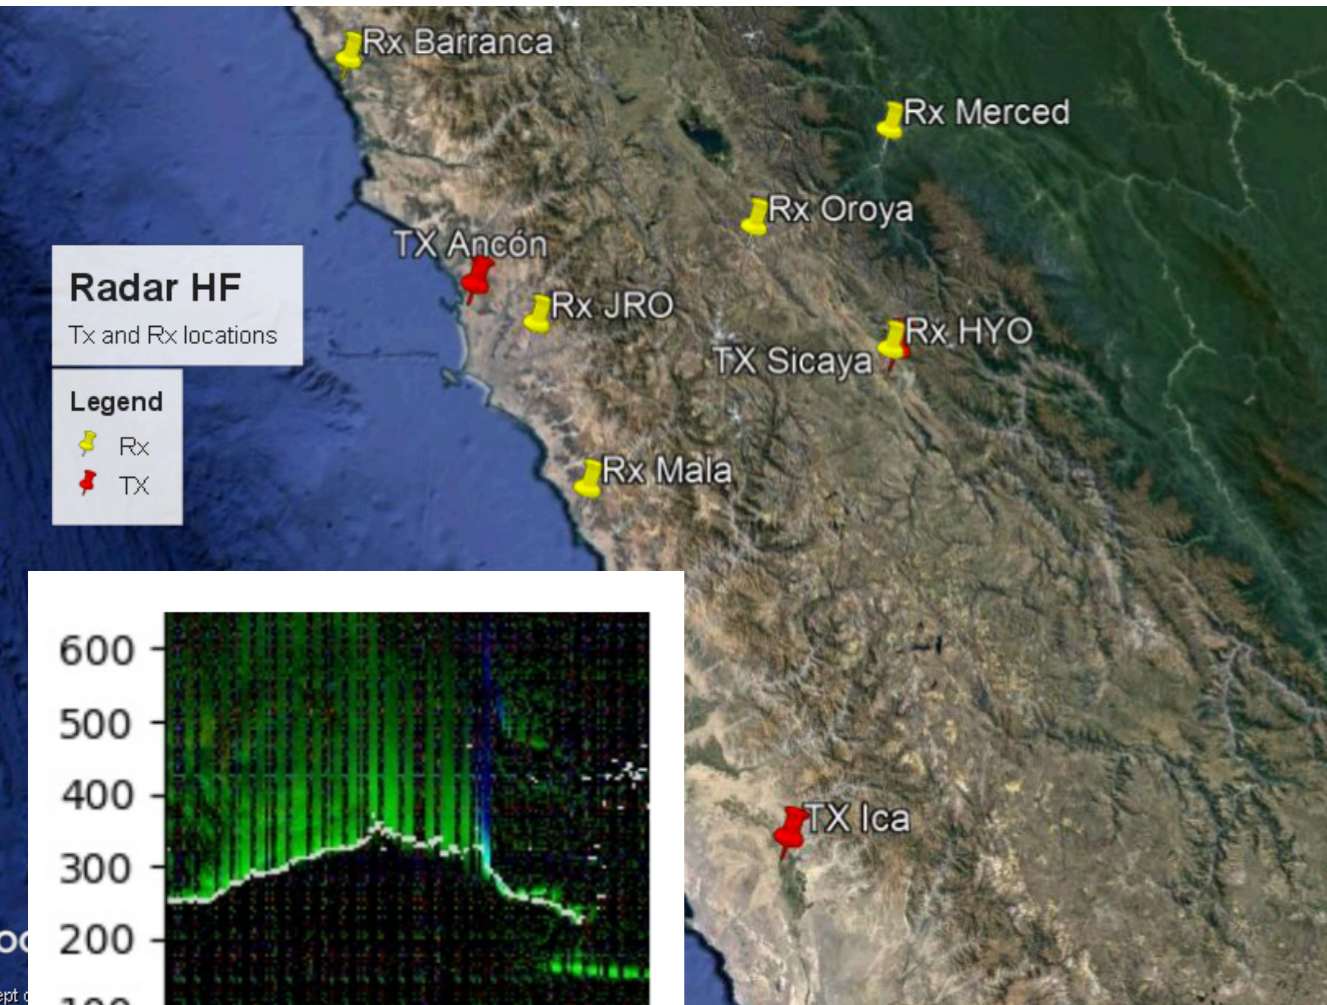 Rx Barranca
Rx Merced
Rx Oroya
TX Ancón
Radar HF
Tx and Rx locations
Rx JRO
Rx HYO
TX Sicaya
Legend
Rx
TX
Rx Mala
600
500
400
300
200
TX Ica